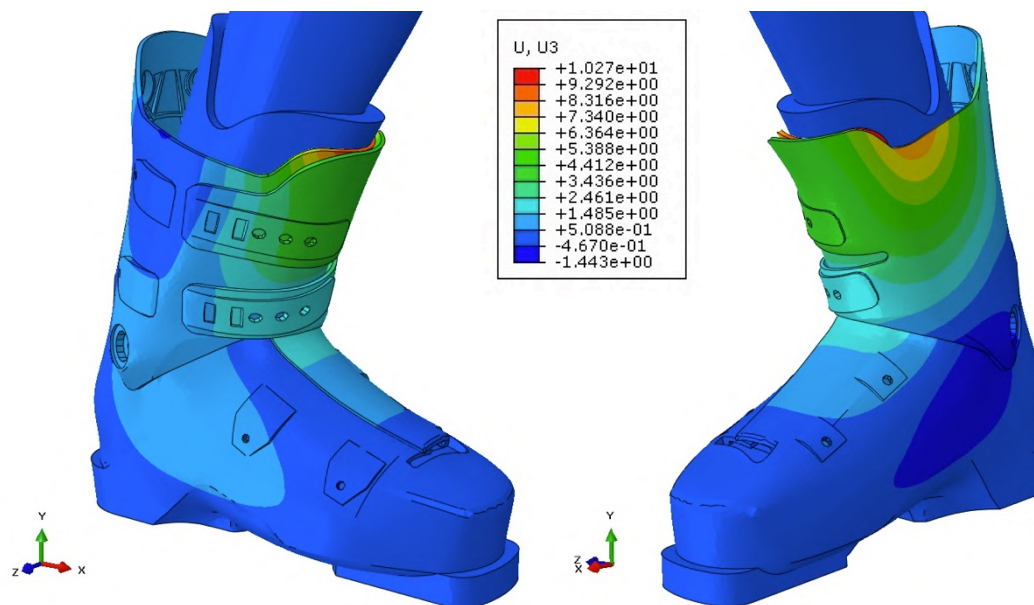 U, U3
+1.027e+01
+9.292e+00
+8.316e+00
+7.340e+00
+6.364e+00
+5.388e+00
+4.412e+00
+3.436e+00
+2.461e+00
+1.485e+00
+5.088e-01
-4.670e-01
-1.443e+00
Y
Z
X
Y
Z
X